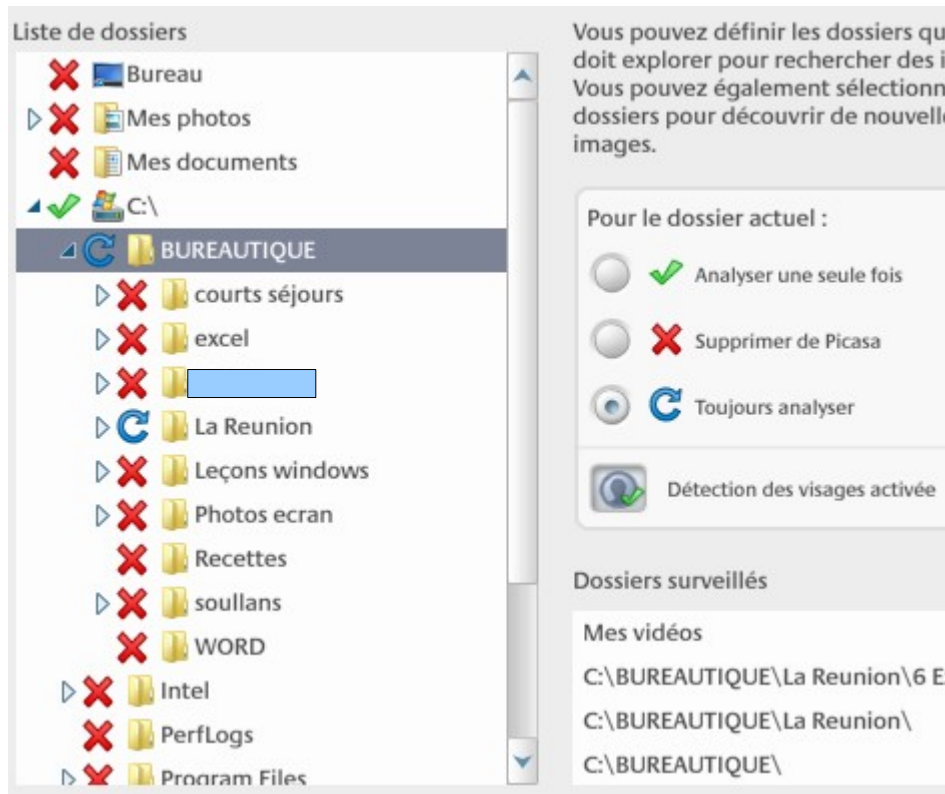 Liste de dossiers
Bureau
Mes photos
Mes documents
C:\
BUREAUTIQUE
courts séjours
excel
La Reunion
Leçons windows
Photos ecran
Recettes
soullans
WORD
Intel
PerfLogs
Program Files
Vous pouvez définir les dossiers qu
doit explorer pour rechercher des i
Vous pouvez également sélectionn
dossiers pour découvrir de nouvell
images.
Pour le dossier actuel :
Analyser une seule fois
Supprimer de Picasa
Toujours analyser
Détection des visages activée
Dossiers surveillés
Mes vidéos
C:\BUREAUTIQUE\La Reunion\6 E
C:\BUREAUTIQUE\La Reunion\
C:\BUREAUTIQUE\